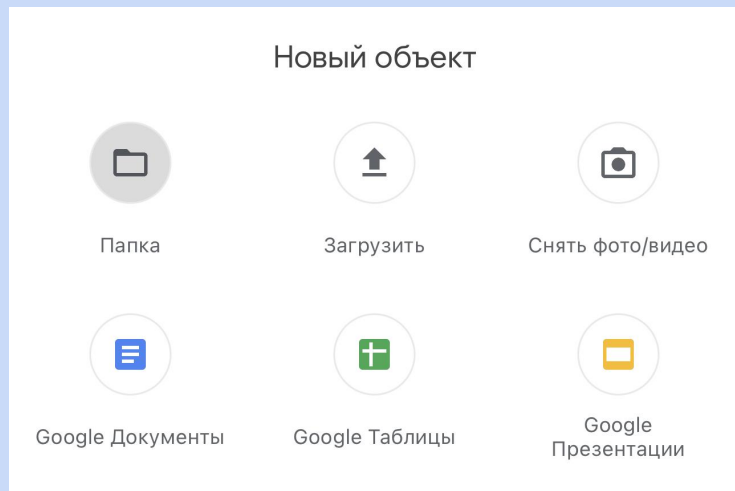 Новый объект
Папка
Загрузить
Снять фото/видео
Google Документы
Google Таблицы
Google
Презентации